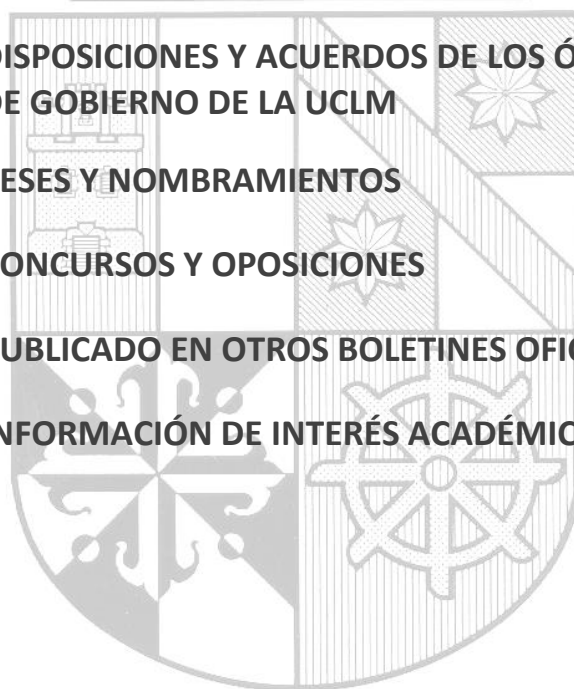 DISPOSICIONES Y ACUERDOS DE LOS Ó
DE GOBIERNO DE LA UCLM
ESES Y NOMBRAMIENTOS
ONCURSOS Y OPOSICIONES
UBLICADO EN OTROS BOLETINES OFIC
NFORMACIÓN DE INTERÉS ACADÉMIC